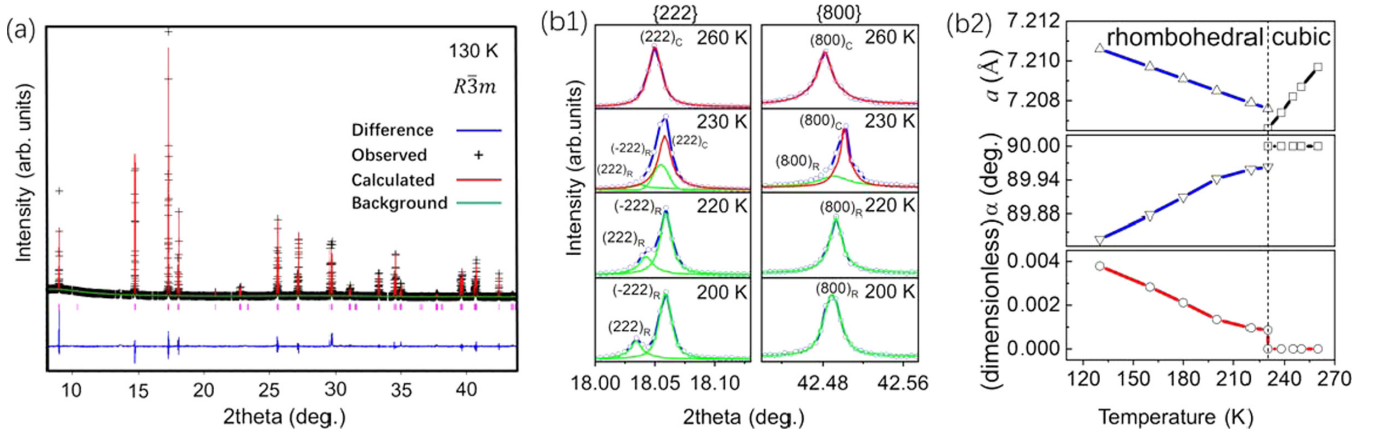 (a)
130 K
R3̅m
Difference
Observed
Calculated
Background
Intensity (arb. units)
10 15 20 25 30 35 40
2theta (deg.)
(b1)
{222} {800}
(222)C 260 K
(800)C 260 K
230 K
(-222)R (222)C
(222)R
(800)C 230 K
(800)R
(-222)R 220 K
(222)R
(800)R 220 K
(-222)R 200 K
(222)R
(800)R 200 K
Intensity (arb.units)
18.00 18.05 18.10 42.48 42.56
2theta (deg.)
(b2)
7.212
7.210
7.208
a (Å)
rhombohedral cubic
90.00
89.94
89.88
α (deg.)
0.004
0.002
0.000
(dimensionless)
120 150 180 210 240 270
Temperature (K)